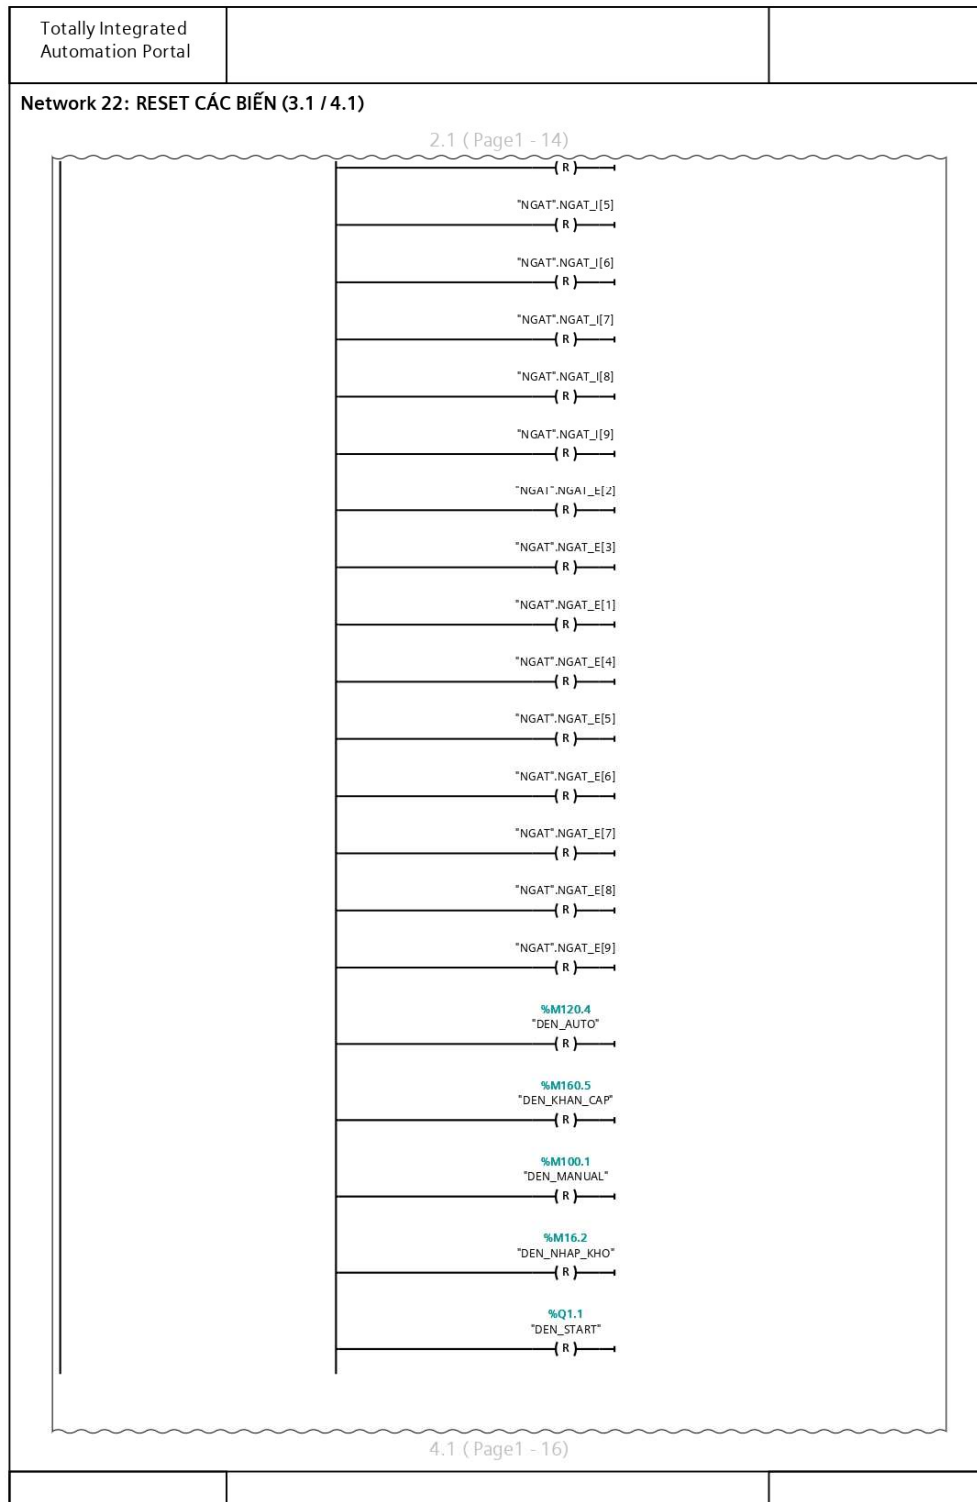 Totally Integrated
Automation Portal
Network 22: RESET CÁC BIẾN (3.1 / 4.1)
2.1 ( Page1 - 14)
( R )
"NGAT".NGAT_I[5]
( R )
"NGAT".NGAT_I[6]
( R )
"NGAT".NGAT_I[7]
( R )
"NGAT".NGAT_I[8]
( R )
"NGAT".NGAT_I[9]
( R )
"NGAT".NGAT_E[2]
( R )
"NGAT".NGAT_E[3]
( R )
"NGAT".NGAT_E[1]
( R )
"NGAT".NGAT_E[4]
( R )
"NGAT".NGAT_E[5]
( R )
"NGAT".NGAT_E[6]
( R )
"NGAT".NGAT_E[7]
( R )
"NGAT".NGAT_E[8]
( R )
"NGAT".NGAT_E[9]
( R )
%M120.4
"DEN_AUTO"
( R )
%M160.5
"DEN_KHAN_CAP"
( R )
%M100.1
"DEN_MANUAL"
( R )
%M16.2
"DEN_NHAP_KHO"
( R )
%Q1.1
"DEN_START"
( R )
4.1 ( Page1 - 16)